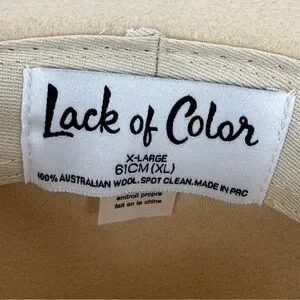 Lack of Color
X-LARGE
61CM(XL)
100% AUSTRALIAN WOOL.SPOT CLEAN.MADE IN PRC
endroit propre
fait en la chine